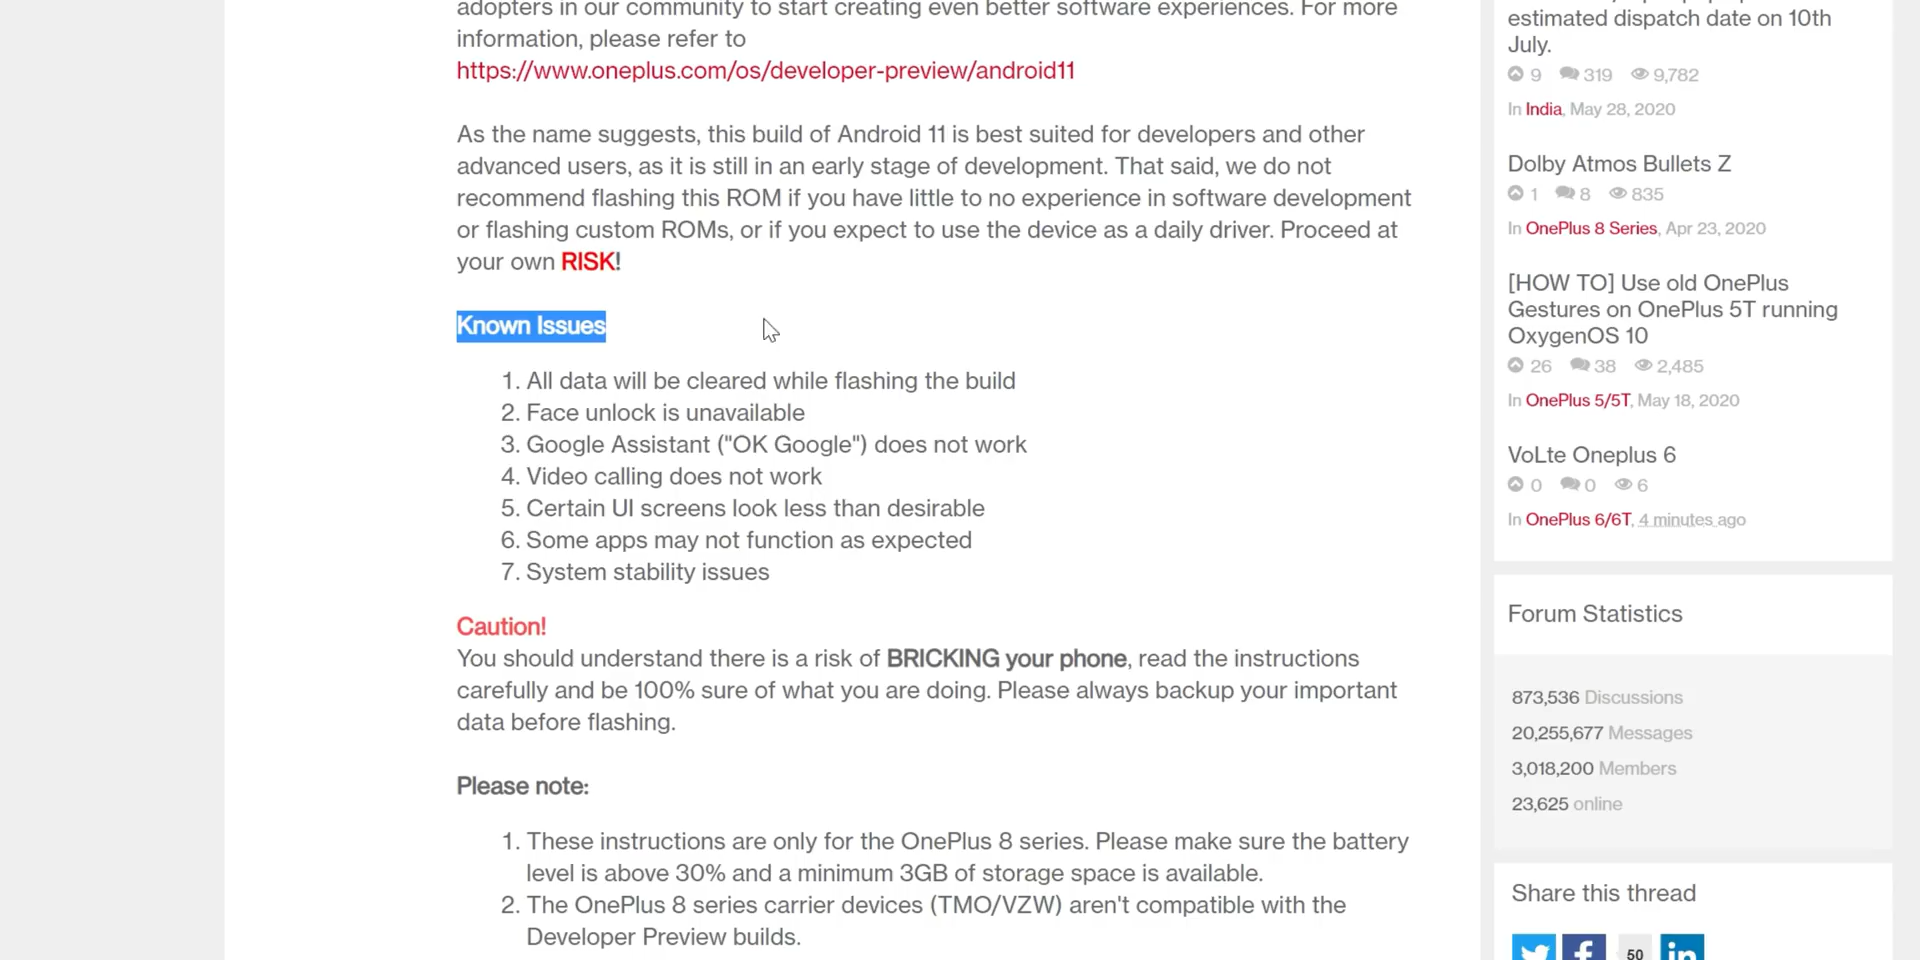 adopters in our community to start creating even better software experiences. For more
information, please refer to
https://www.oneplus.com/os/developer-preview/android11
As the name suggests, this build of Android 11 is best suited for developers and other
advanced users, as it is still in an early stage of development. That said, we do not
recommend flashing this ROM if you have little to no experience in software development
or flashing custom ROMs, or if you expect to use the device as a daily driver. Proceed at
your own RISK!
Known Issues
1. All data will be cleared while flashing the build
2. Face unlock is unavailable
3. Google Assistant ("OK Google") does not work
4. Video calling does not work
5. Certain UI screens look less than desirable
6. Some apps may not function as expected
7. System stability issues
Caution!
You should understand there is a risk of BRICKING your phone, read the instructions
carefully and be 100% sure of what you are doing. Please always backup your important
data before flashing.
Please note:
1. These instructions are only for the OnePlus 8 series. Please make sure the battery
level is above 30% and a minimum 3GB of storage space is available.
2. The OnePlus 8 series carrier devices (TMO/VZW) aren't compatible with the
Developer Preview builds.
estimated dispatch date on 10th
July.
9 319 9,782
In India, May 28, 2020
Dolby Atmos Bullets Z
1 8 835
In OnePlus 8 Series, Apr 23, 2020
[HOW TO] Use old OnePlus
Gestures on OnePlus 5T running
OxygenOS 10
26 38 2,485
In OnePlus 5/5T, May 18, 2020
VoLte Oneplus 6
0 0 6
In OnePlus 6/6T, 4 minutes ago
Forum Statistics
873,536 Discussions
20,255,677 Messages
3,018,200 Members
23,625 online
Share this thread
50